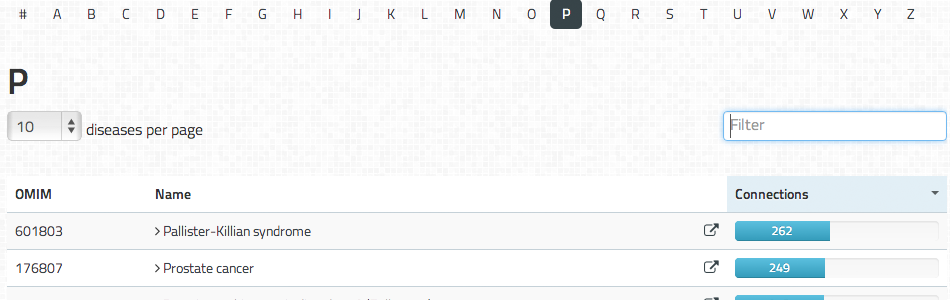 # A B C D E F G H I J K L M N O P Q R S T U V W X Y Z
P
10 diseases per page Filter
OMIM Name Connections
601803 Pallister-Killian syndrome 262
176807 Prostate cancer 249